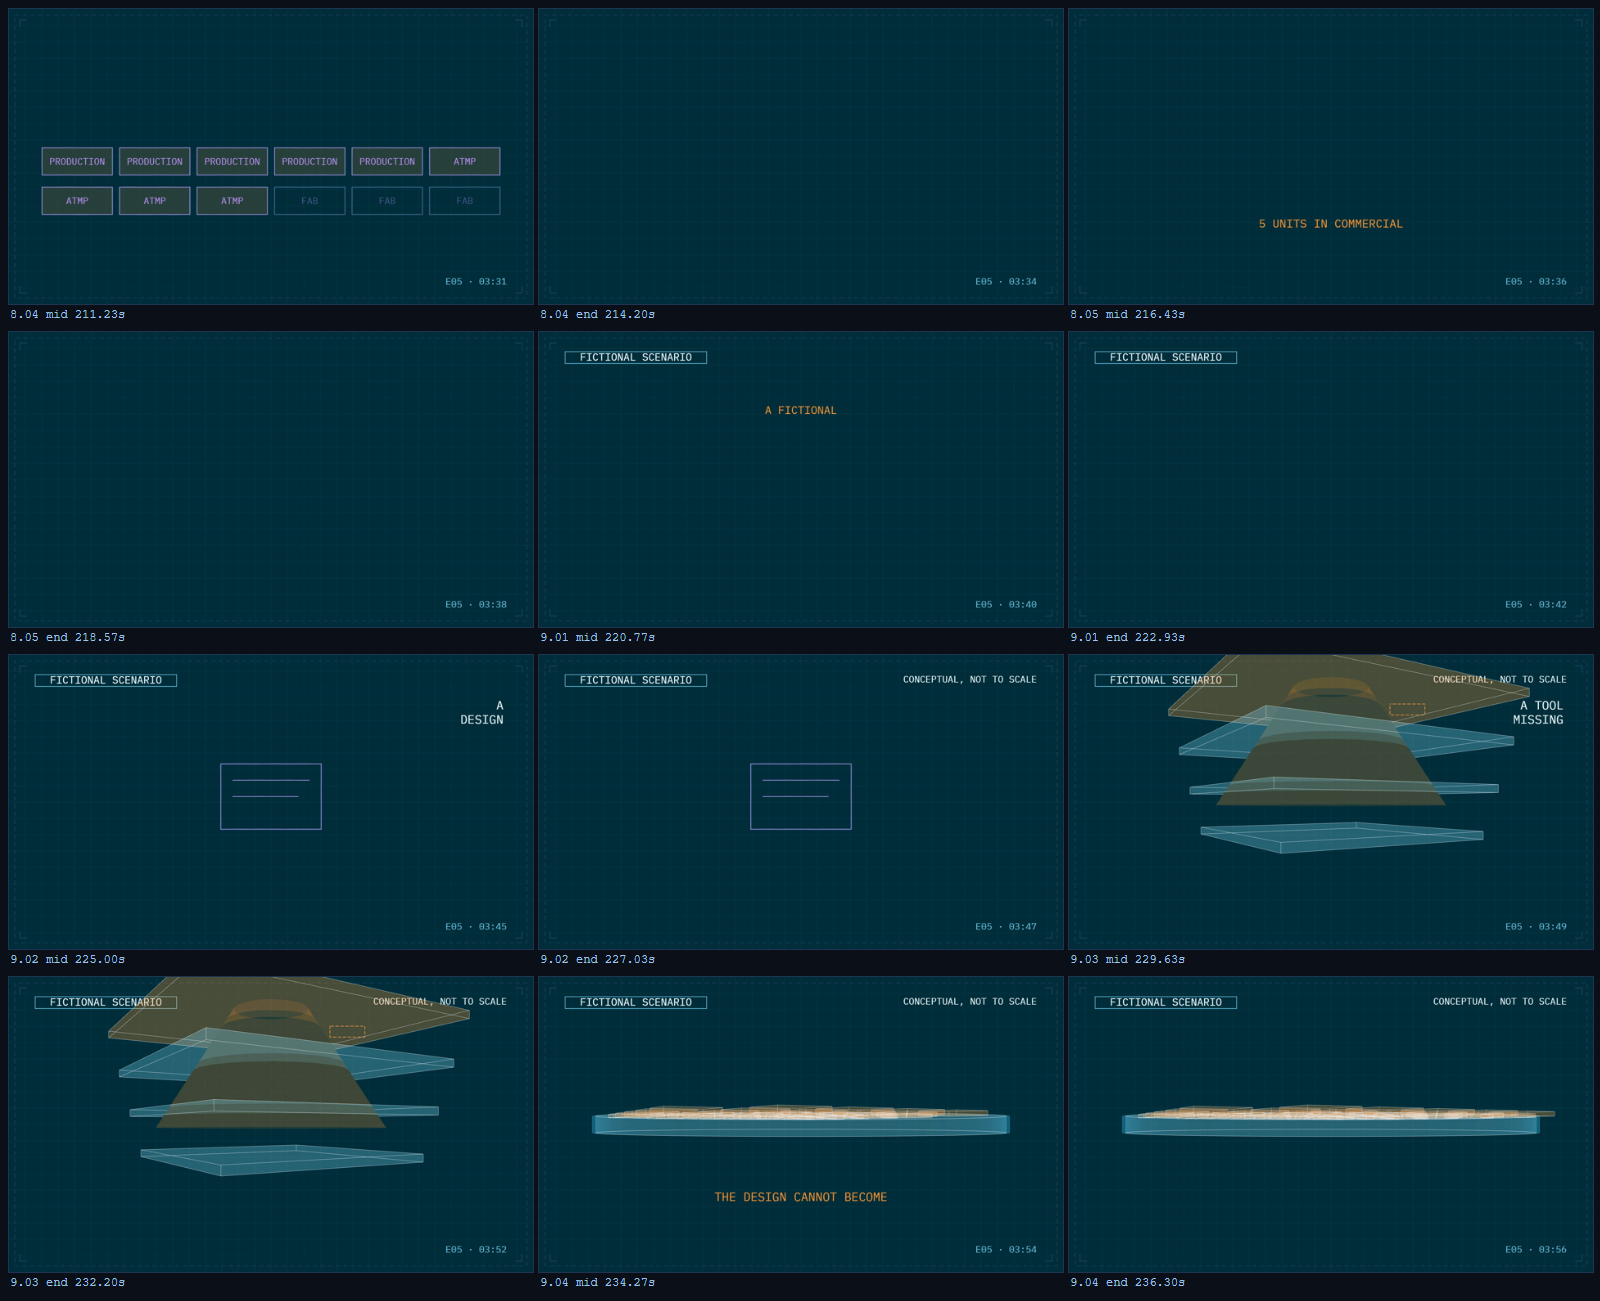 PRODUCTION PRODUCTION PRODUCTION PRODUCTION PRODUCTION ATMP
ATMP ATMP ATMP FAB FAB FAB
E05 · 03:31
8.04 mid 211.23s
E05 · 03:34
8.04 end 214.20s
5 UNITS IN COMMERCIAL
E05 · 03:36
8.05 mid 216.43s
E05 · 03:38
8.05 end 218.57s
FICTIONAL SCENARIO
A FICTIONAL
E05 · 03:40
9.01 mid 220.77s
FICTIONAL SCENARIO
E05 · 03:42
9.01 end 222.93s
FICTIONAL SCENARIO
A
DESIGN
E05 · 03:45
9.02 mid 225.00s
FICTIONAL SCENARIO
CONCEPTUAL, NOT TO SCALE
E05 · 03:47
9.02 end 227.03s
FICTIONAL SCENARIO
CONCEPTUAL, NOT TO SCALE
A TOOL
MISSING
E05 · 03:49
9.03 mid 229.63s
FICTIONAL SCENARIO
CONCEPTUAL, NOT TO SCALE
E05 · 03:52
9.03 end 232.20s
FICTIONAL SCENARIO
CONCEPTUAL, NOT TO SCALE
THE DESIGN CANNOT BECOME
E05 · 03:54
9.04 mid 234.27s
FICTIONAL SCENARIO
CONCEPTUAL, NOT TO SCALE
E05 · 03:56
9.04 end 236.30s